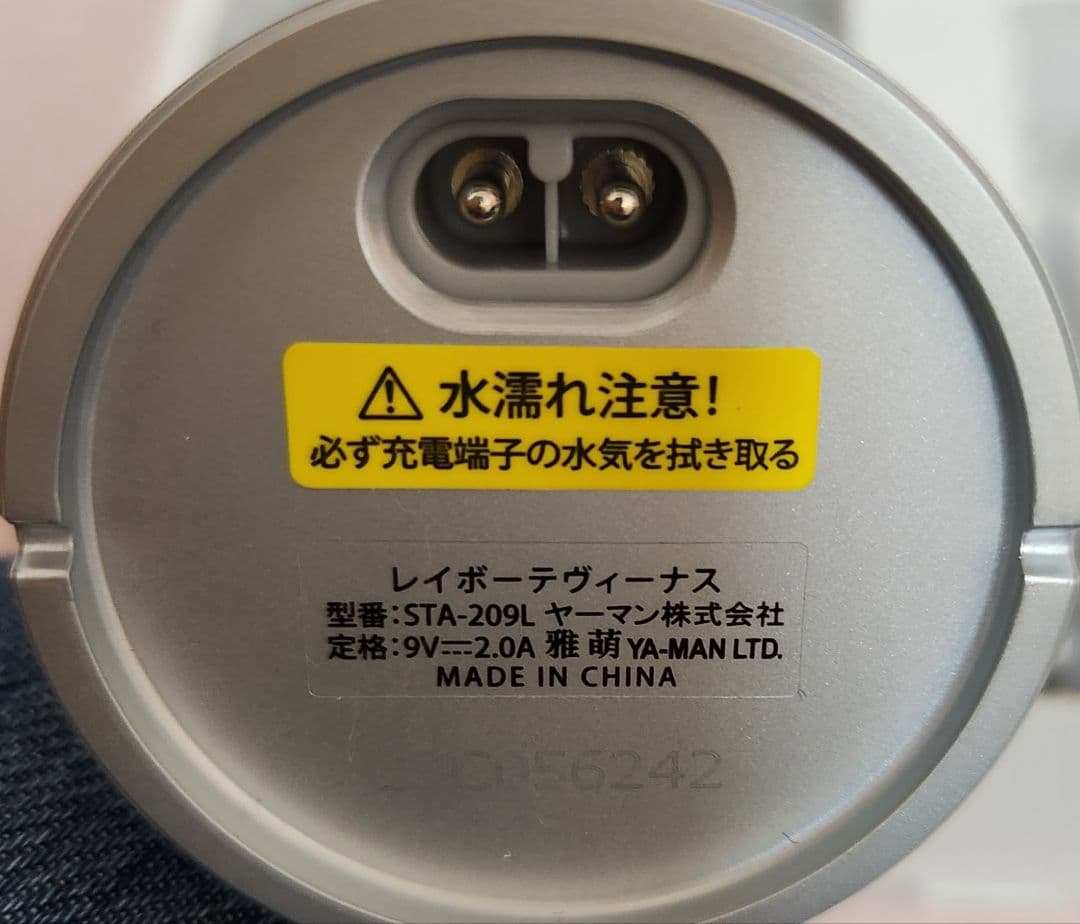 ⚠ 水濡れ注意!
必ず充電端子の水気を拭き取る
レイボーテヴィーナス
型番:STA-209L ヤーマン株式会社
定格:9V⎓2.0A 雅萌 YA-MAN LTD.
MADE IN CHINA